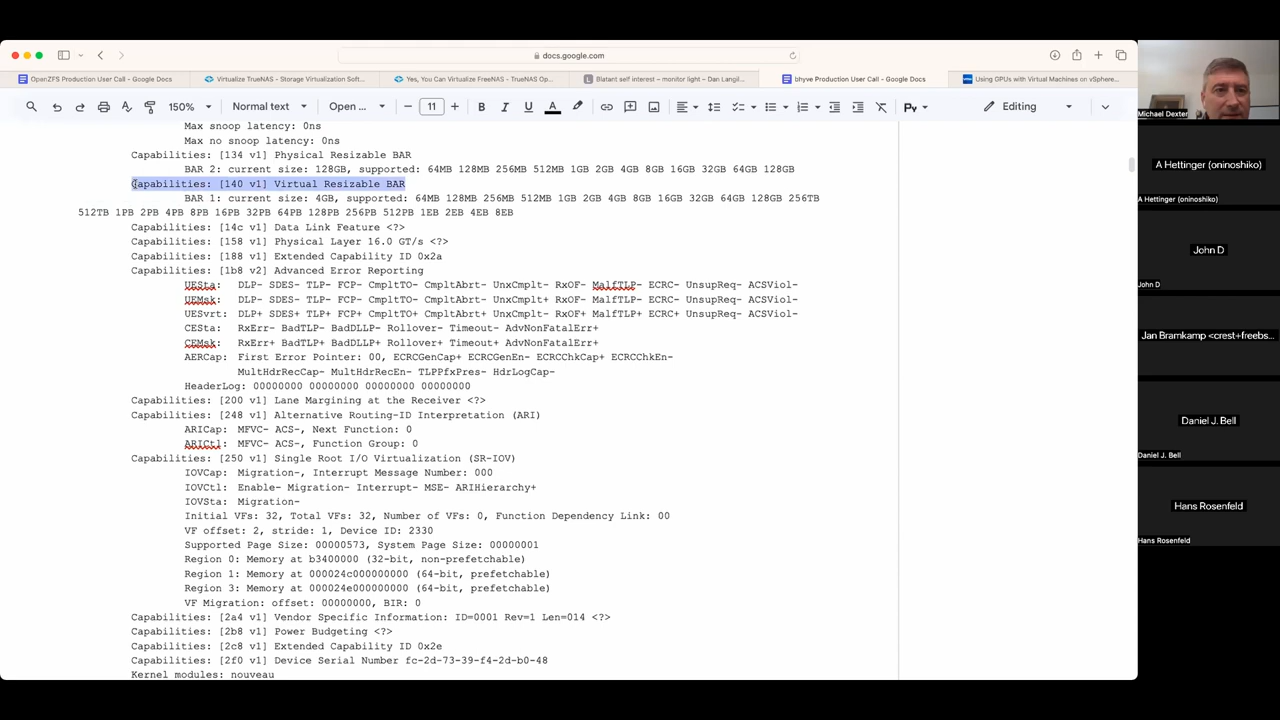 docs.google.com
OpenZFS Production User Call - Google Docs
Virtualize TrueNAS - Storage Virtualization Soft...
Yes, You Can Virtualize FreeNAS - TrueNAS Op...
Blatant self interest – monitor light – Dan Langil...
bhyve Production User Call - Google Docs
Using GPUs with Virtual Machines on vSphere...
150%
Normal text
Open ...
11
Editing
Max snoop latency: 0ns
Max no snoop latency: 0ns
Capabilities: [134 v1] Physical Resizable BAR
BAR 2: current size: 128GB, supported: 64MB 128MB 256MB 512MB 1GB 2GB 4GB 8GB 16GB 32GB 64GB 128GB
Capabilities: [140 v1] Virtual Resizable BAR
BAR 1: current size: 4GB, supported: 64MB 128MB 256MB 512MB 1GB 2GB 4GB 8GB 16GB 32GB 64GB 128GB 256TB
512TB 1PB 2PB 4PB 8PB 16PB 32PB 64PB 128PB 256PB 512PB 1EB 2EB 4EB 8EB
Capabilities: [14c v1] Data Link Feature <?>
Capabilities: [158 v1] Physical Layer 16.0 GT/s <?>
Capabilities: [188 v1] Extended Capability ID 0x2a
Capabilities: [1b8 v2] Advanced Error Reporting
UESta: DLP- SDES- TLP- FCP- CmpltTO- CmpltAbrt- UnxCmplt- RxOF- MalfTLP- ECRC- UnsupReq- ACSViol-
UEMsk: DLP- SDES- TLP- FCP- CmpltTO- CmpltAbrt- UnxCmplt+ RxOF- MalfTLP- ECRC- UnsupReq- ACSViol-
UESvrt: DLP+ SDES+ TLP+ FCP+ CmpltTO+ CmpltAbrt- UnxCmplt- RxOF+ MalfTLP+ ECRC+ UnsupReq- ACSViol-
CESta: RxErr- BadTLP- BadDLLP- Rollover- Timeout- AdvNonFatalErr+
CEMsk: RxErr+ BadTLP+ BadDLLP+ Rollover+ Timeout+ AdvNonFatalErr+
AERCap: First Error Pointer: 00, ECRCGenCap+ ECRCGenEn- ECRCChkCap+ ECRCChkEn-
MultHdrRecCap- MultHdrRecEn- TLPPfxPres- HdrLogCap-
HeaderLog: 00000000 00000000 00000000 00000000
Capabilities: [200 v1] Lane Margining at the Receiver <?>
Capabilities: [248 v1] Alternative Routing-ID Interpretation (ARI)
ARICap: MFVC- ACS-, Next Function: 0
ARICtl: MFVC- ACS-, Function Group: 0
Capabilities: [250 v1] Single Root I/O Virtualization (SR-IOV)
IOVCap: Migration-, Interrupt Message Number: 000
IOVCtl: Enable- Migration- Interrupt- MSE- ARIHierarchy+
IOVSta: Migration-
Initial VFs: 32, Total VFs: 32, Number of VFs: 0, Function Dependency Link: 00
VF offset: 2, stride: 1, Device ID: 2330
Supported Page Size: 00000573, System Page Size: 00000001
Region 0: Memory at b3400000 (32-bit, non-prefetchable)
Region 1: Memory at 000024c000000000 (64-bit, prefetchable)
Region 3: Memory at 000024e000000000 (64-bit, prefetchable)
VF Migration: offset: 00000000, BIR: 0
Capabilities: [2a4 v1] Vendor Specific Information: ID=0001 Rev=1 Len=014 <?>
Capabilities: [2b8 v1] Power Budgeting <?>
Capabilities: [2c8 v1] Extended Capability ID 0x2e
Capabilities: [2f0 v1] Device Serial Number fc-2d-73-39-f4-2d-b0-48
Kernel modules: nouveau
Michael Dexter
A Hettinger (oninoshiko)
A Hettinger (oninoshiko)
John D
John D
Jan Bramkamp <crest+freebs...
Daniel J. Bell
Daniel J. Bell
Hans Rosenfeld
Hans Rosenfeld